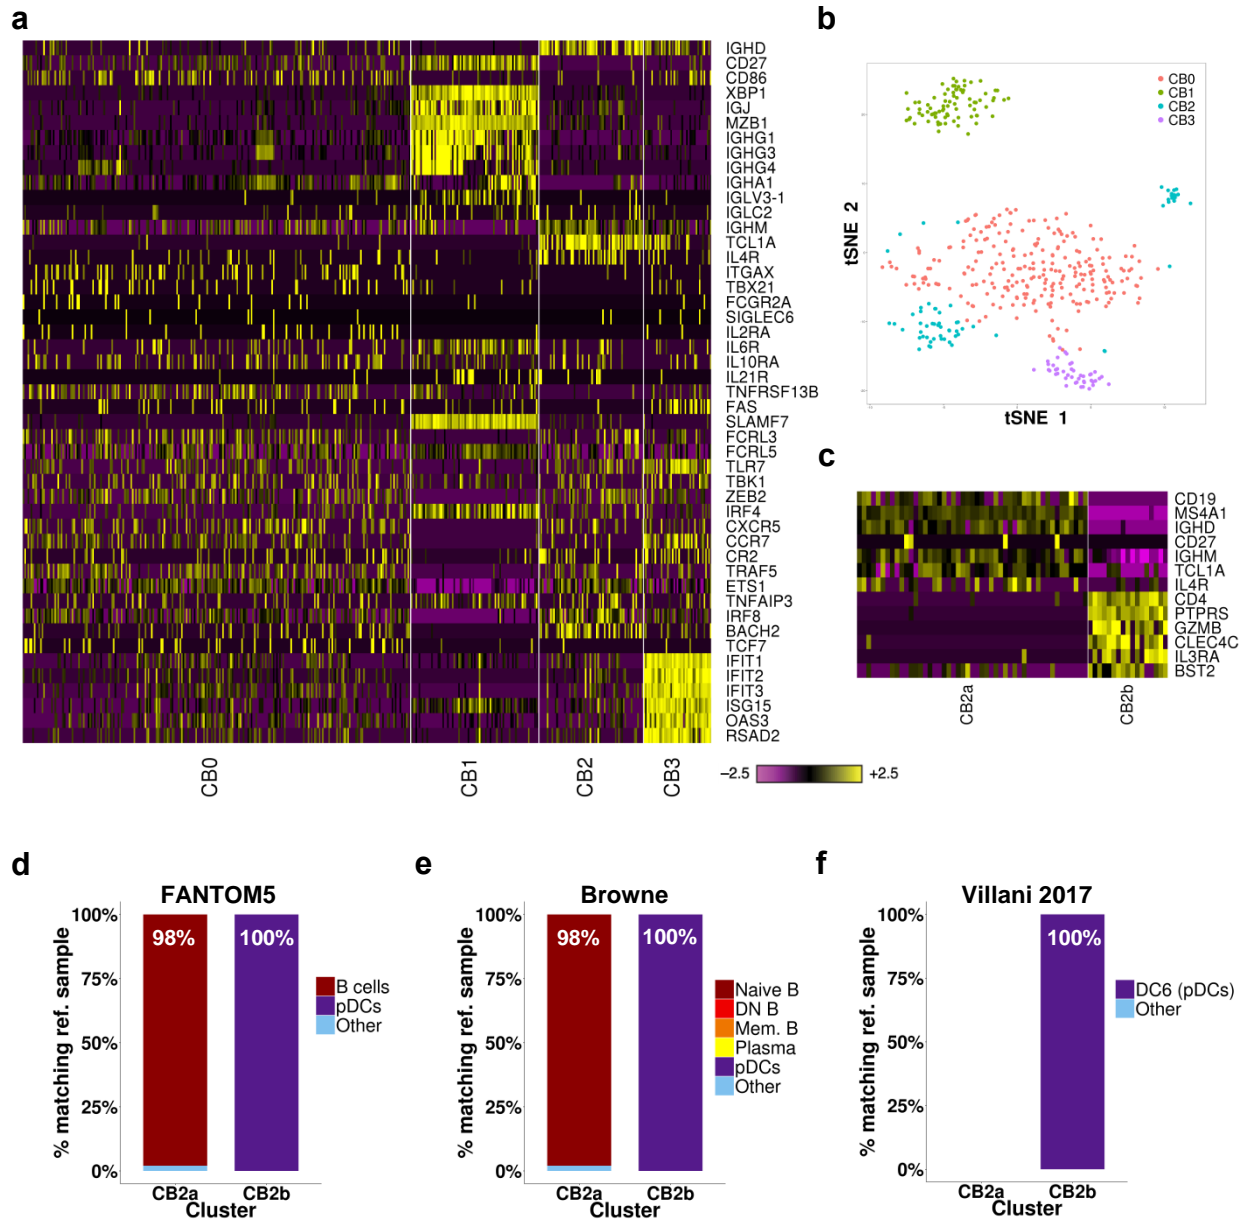 a
IGHD
CD27
CD86
XBP1
IGJ
MZB1
IGHG1
IGHG3
IGHG4
IGHA1
IGLV3-1
IGLC2
IGHM
TCL1A
IL4R
ITGAX
TBX21
FCGR2A
SIGLEC6
IL2RA
IL6R
IL10RA
IL21R
TNFRSF13B
FAS
SLAMF7
FCRL3
FCRL5
TLR7
TBK1
ZEB2
IRF4
CXCR5
CCR7
CR2
TRAF5
ETS1
TNFAIP3
IRF8
BACH2
TCF7
IFIT1
IFIT2
IFIT3
ISG15
OAS3
RSAD2
CB0
CB1
CB2
CB3
−2.5
+2.5
b
CB0
CB1
CB2
CB3
tSNE 2
tSNE 1
c
CD19
MS4A1
IGHD
CD27
IGHM
TCL1A
IL4R
CD4
PTPRS
GZMB
CLEC4C
IL3RA
BST2
CB2a
CB2b
d
FANTOM5
% matching ref. sample
100%
75%
50%
25%
0%
98%
100%
B cells
pDCs
Other
CB2a
CB2b
Cluster
e
Browne
% matching ref. sample
100%
75%
50%
25%
0%
98%
100%
Naive B
DN B
Mem. B
Plasma
pDCs
Other
CB2a
CB2b
Cluster
f
Villani 2017
% matching ref. sample
100%
75%
50%
25%
0%
100%
DC6 (pDCs)
Other
CB2a
CB2b
Cluster